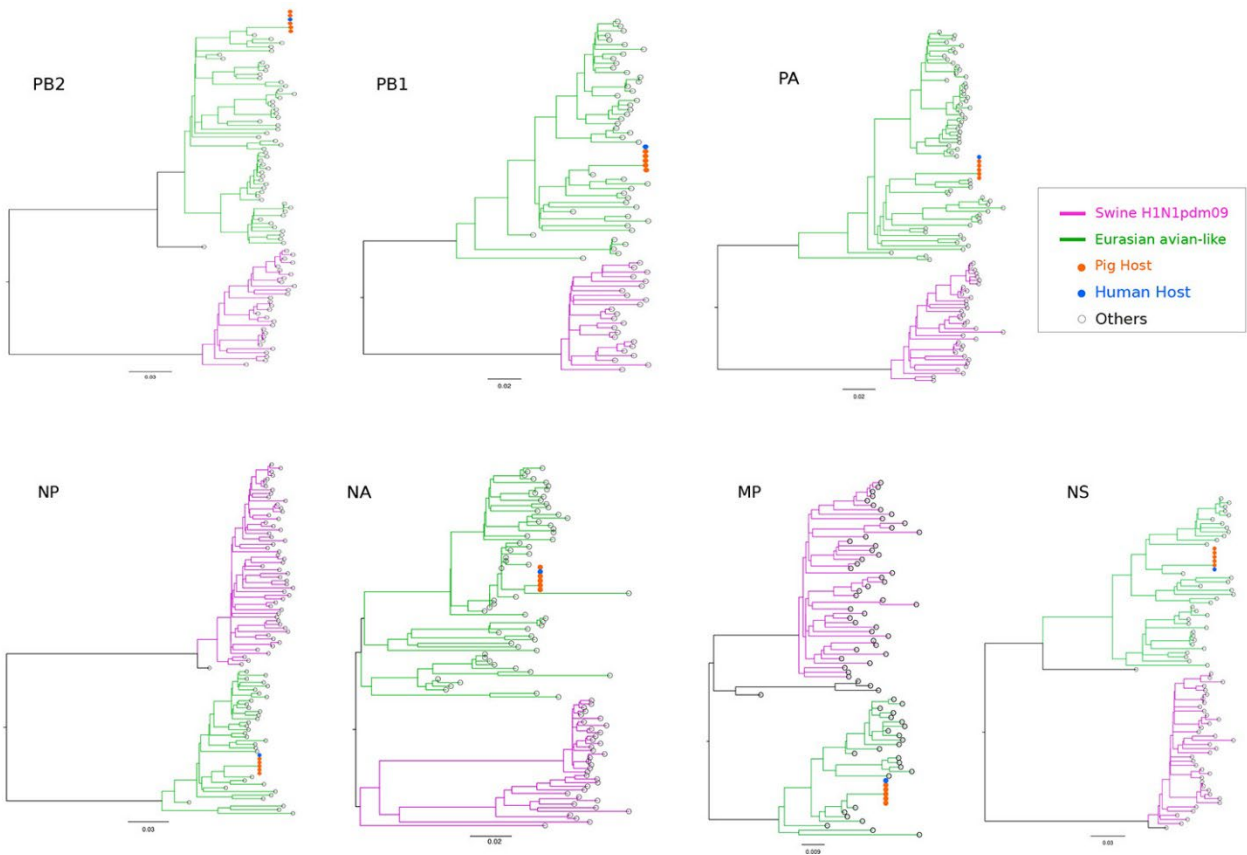 PB2
PB1
PA
Swine H1N1pdm09
Eurasian avian-like
Pig Host
Human Host
Others
0.03
0.02
0.02
NP
NA
MP
NS
0.03
0.02
0.009
0.03